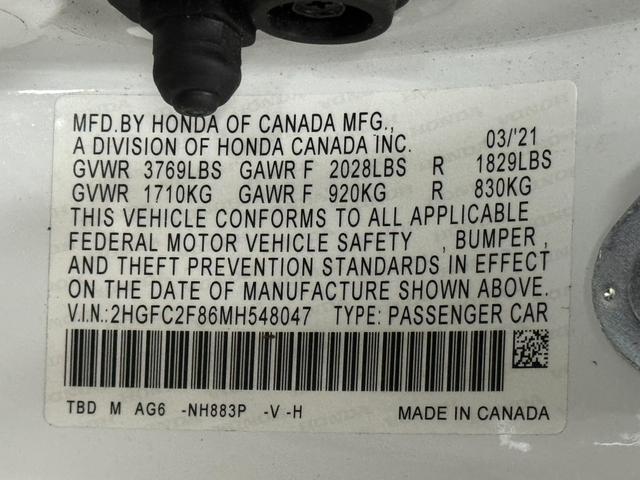 MFD.BY HONDA OF CANADA MFG.,
A DIVISION OF HONDA CANADA INC. 03/'21
GVWR 3769LBS GAWR F 2028LBS R 1829LBS
GVWR 1710KG GAWR F 920KG R 830KG
THIS VEHICLE CONFORMS TO ALL APPLICABLE
FEDERAL MOTOR VEHICLE SAFETY , BUMPER ,
AND THEFT PREVENTION STANDARDS IN EFFECT
ON THE DATE OF MANUFACTURE SHOWN ABOVE.
V.I.N.:2HGFC2F86MH548047 TYPE: PASSENGER CAR
TBD M AG6 -NH883P -V -H MADE IN CANADA